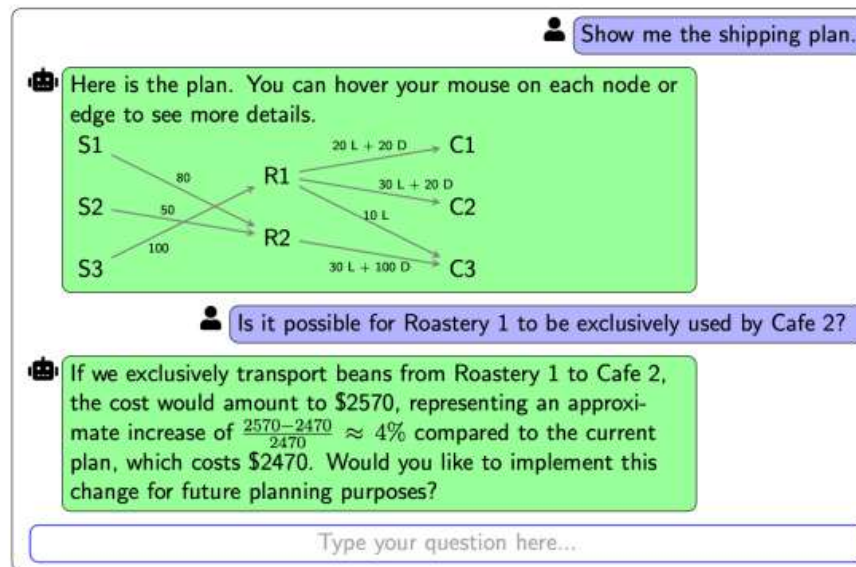 Show me the shipping plan.
Here is the plan. You can hover your mouse on each node or
edge to see more details.
S1
20 L + 20 D
C1
80
R1
30 L + 20 D
S2
50
C2
10 L
100
R2
S3
30 L + 100 D
C3
Is it possible for Roastery 1 to be exclusively used by Cafe 2?
If we exclusively transport beans from Roastery 1 to Cafe 2,
the cost would amount to $2570, representing an approxi-
mate increase of (2570−2470)/2470 ≈ 4% compared to the current
plan, which costs $2470. Would you like to implement this
change for future planning purposes?
Type your question here...